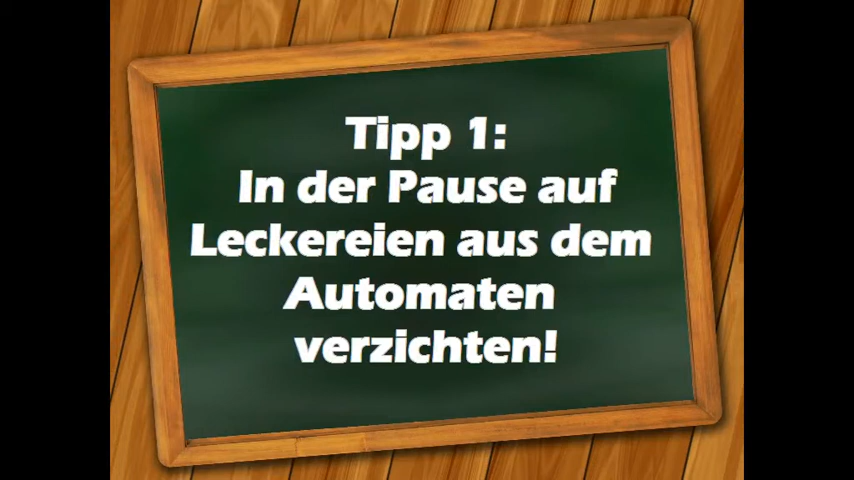 Tipp 1:
In der Pause auf
Leckereien aus dem
Automaten
verzichten!